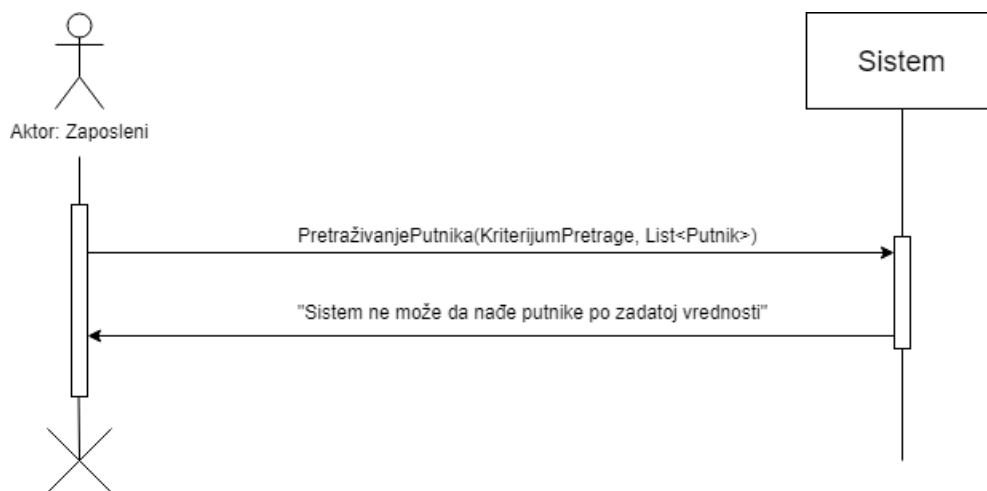 Sistem
Aktor: Zaposleni
PretraživanjePutnika(KriterijumPretrage, List<Putnik>)
"Sistem ne može da nađe putnike po zadatoj vrednosti"